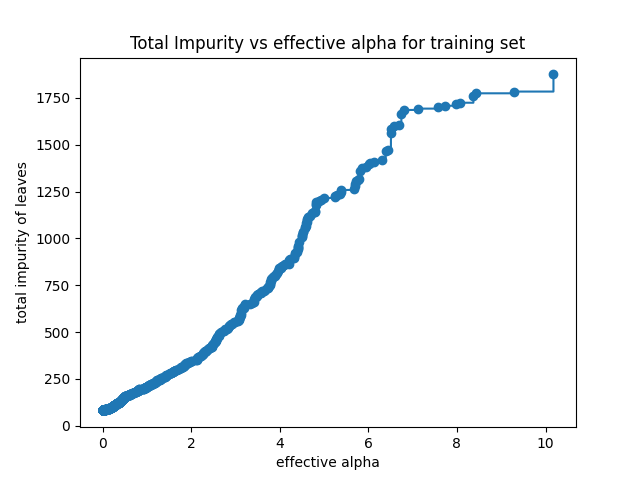 Total Impurity vs effective alpha for training set
total impurity of leaves
1750
1500
1250
1000
750
500
250
0
0 2 4 6 8 10
effective alpha